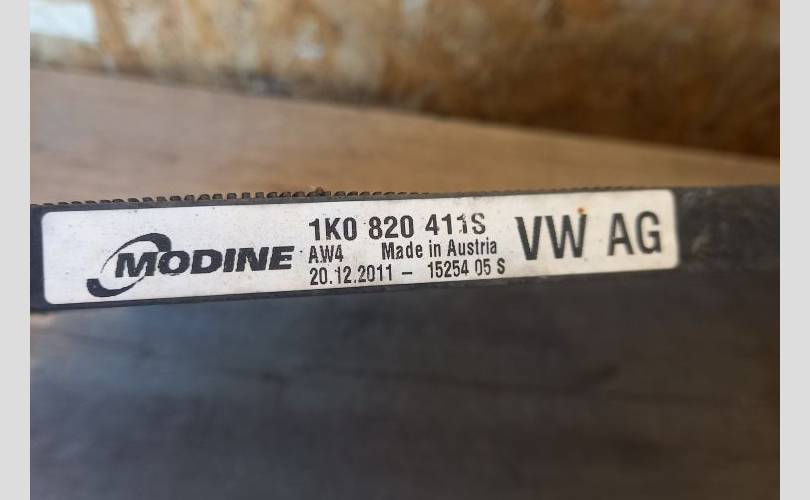 MODINE
1K0 820 411S
AW4 Made in Austria
20.12.2011 - 15254 05 S
VW AG